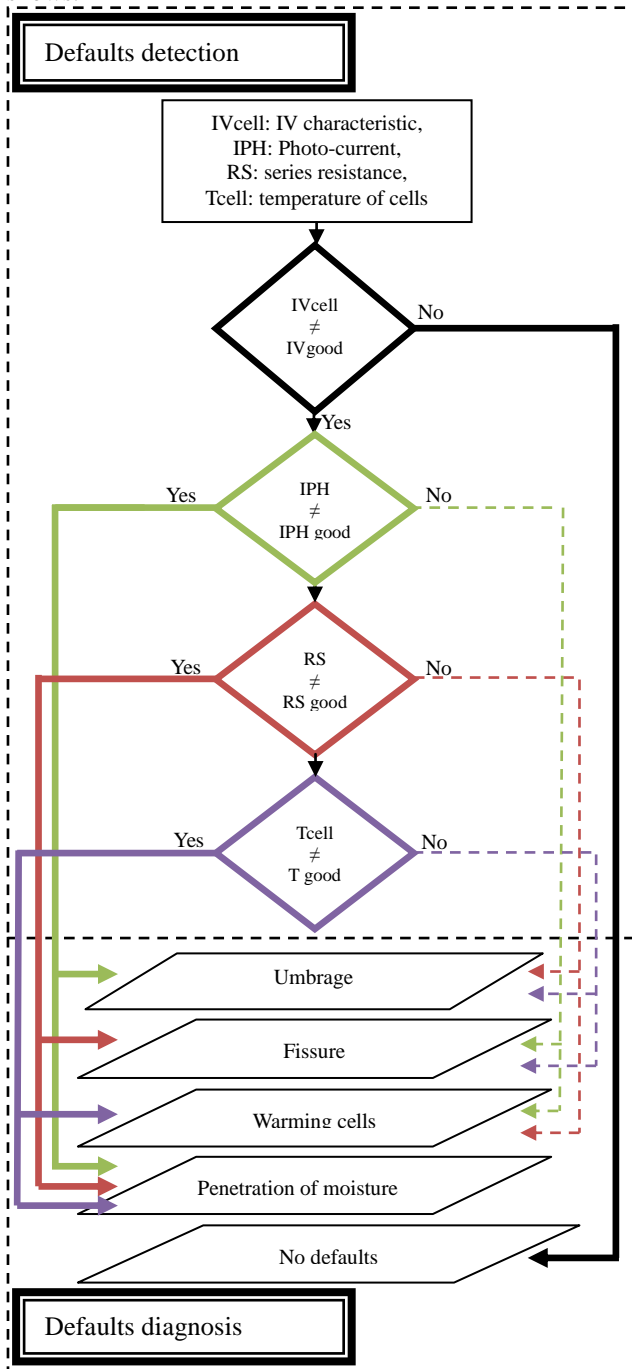 Defaults detection
IVcell: IV characteristic,
IPH: Photo-current,
RS: series resistance,
Tcell: temperature of cells
IVcell
≠
IVgood
No
Yes
Yes
IPH
≠
IPH good
No
Yes
RS
≠
RS good
No
Yes
Tcell
≠
T good
No
Umbrage
Fissure
Warming cells
Penetration of moisture
No defaults
Defaults diagnosis